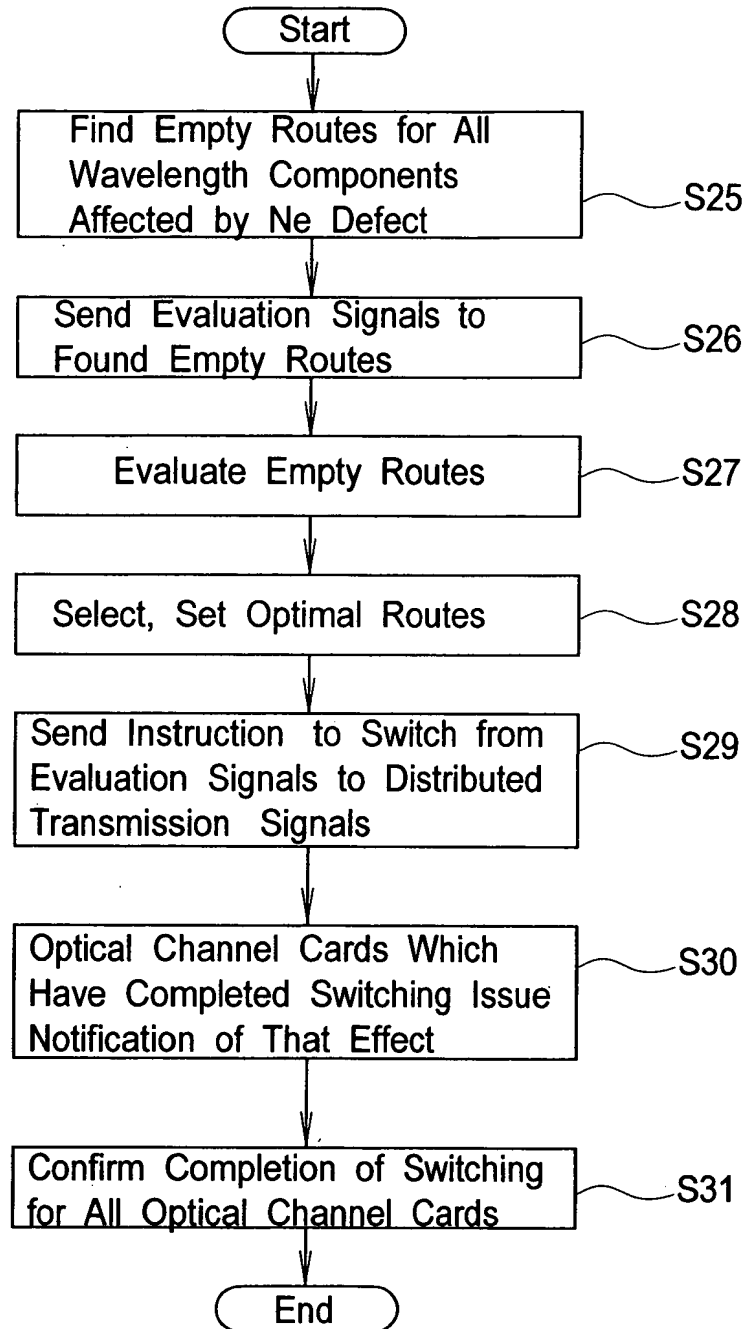 Start
Find Empty Routes for All
Wavelength Components
Affected by Ne Defect
S25
Send Evaluation Signals to
Found Empty Routes
S26
Evaluate Empty Routes
S27
Select, Set Optimal Routes
S28
Send Instruction to Switch from
Evaluation Signals to Distributed
Transmission Signals
S29
Optical Channel Cards Which
Have Completed Switching Issue
Notification of That Effect
S30
Confirm Completion of Switching
for All Optical Channel Cards
S31
End